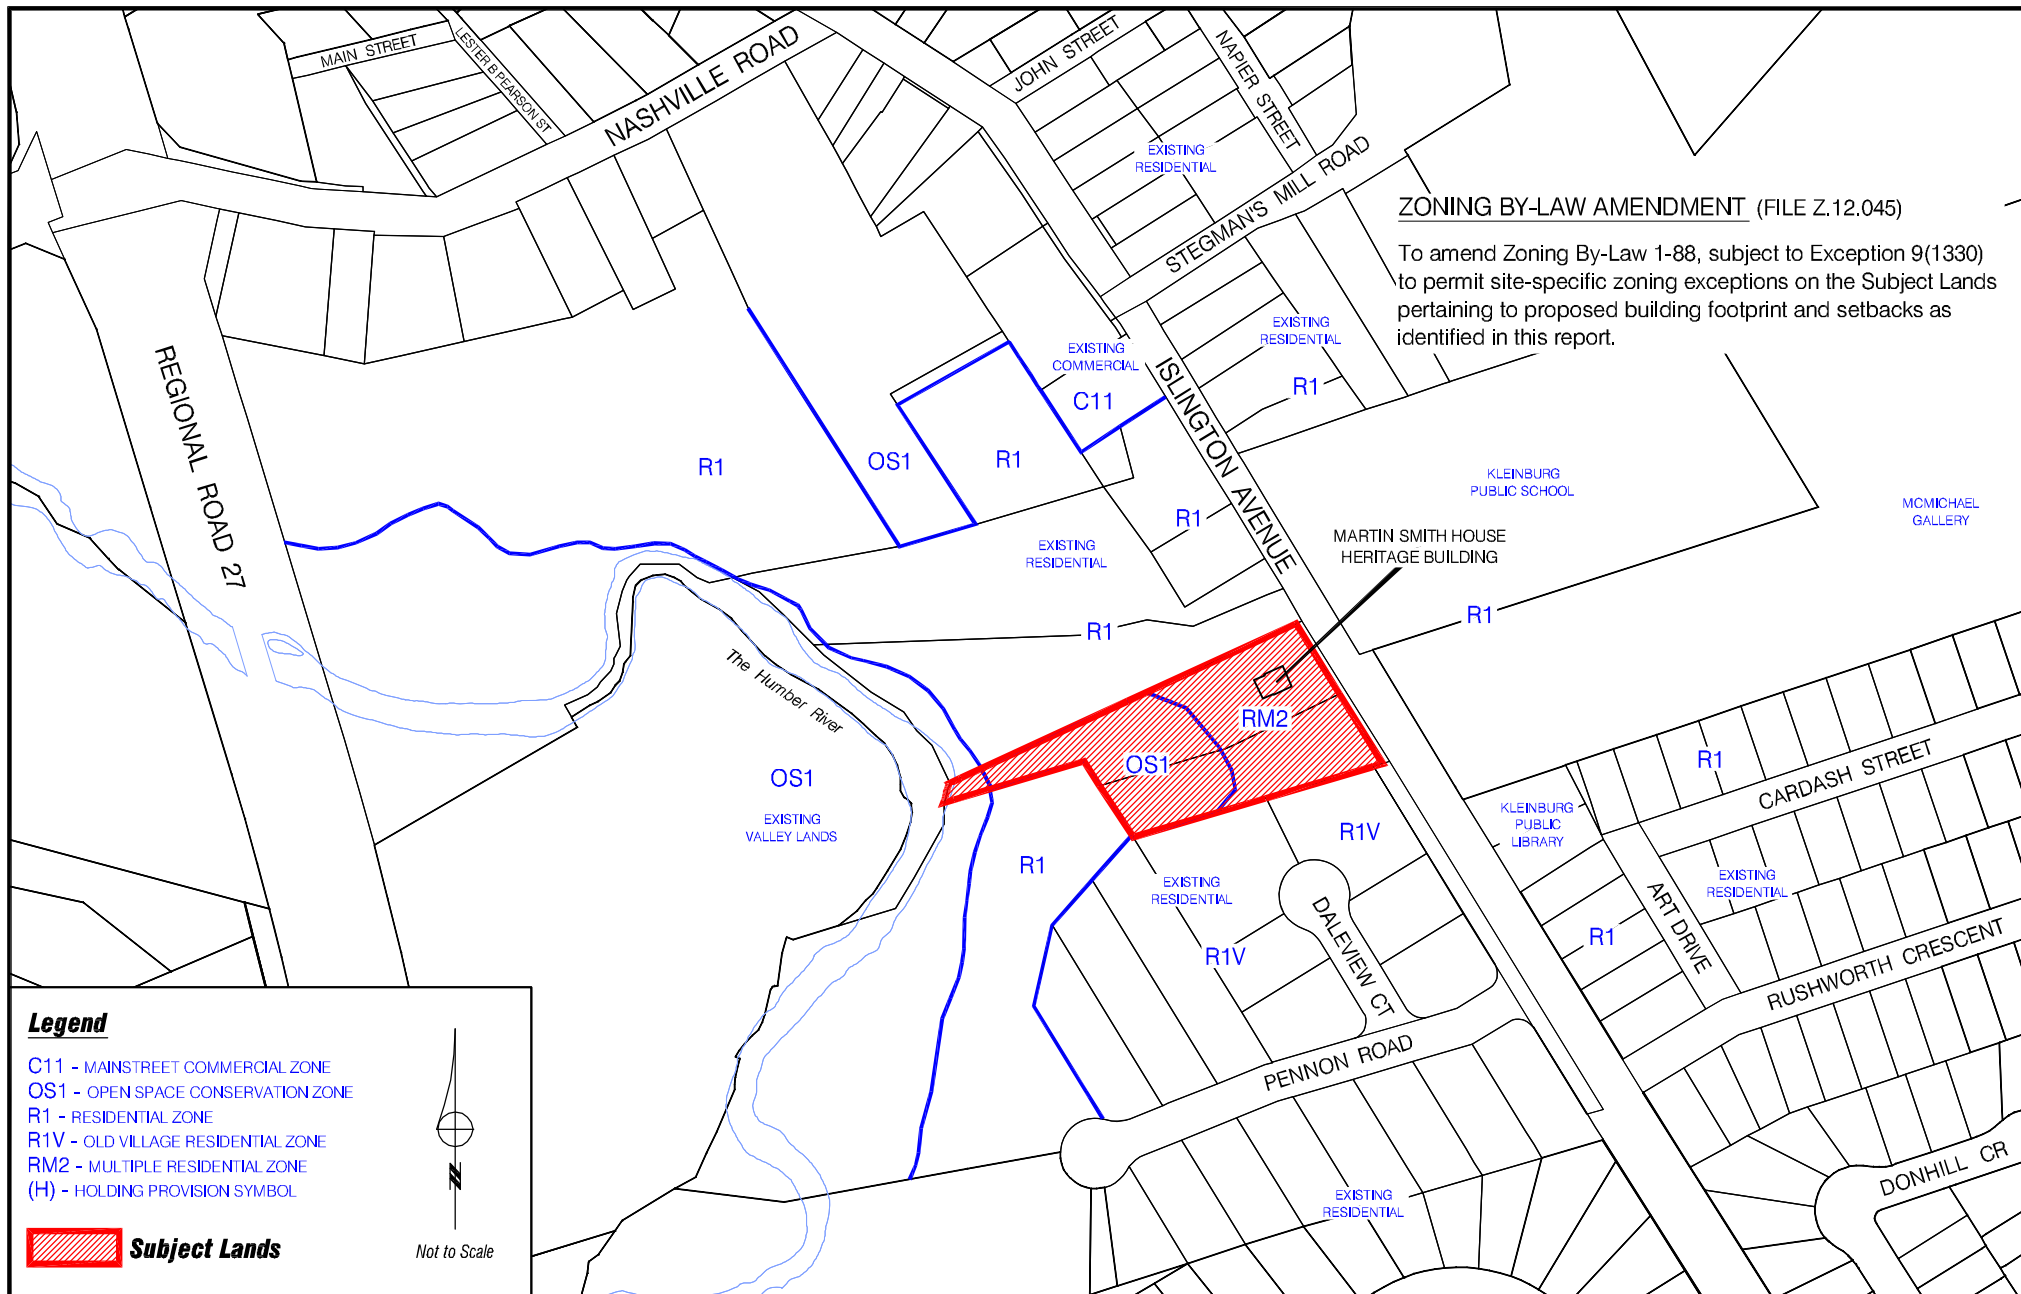 MAIN STREET
LESTER B PEARSON ST
NASHVILLE ROAD
JOHN STREET
NAPIER STREET
EXISTING
RESIDENTIAL
STEGMAN'S MILL ROAD
ZONING BY-LAW AMENDMENT (FILE Z.12.045)
To amend Zoning By-Law 1-88, subject to Exception 9(1330)
to permit site-specific zoning exceptions on the Subject Lands
pertaining to proposed building footprint and setbacks as
identified in this report.
EXISTING
RESIDENTIAL
R1
EXISTING
COMMERCIAL
C11
ISLINGTON AVENUE
REGIONAL ROAD 27
R1
OS1
R1
KLEINBURG
PUBLIC SCHOOL
MCMICHAEL
GALLERY
R1
EXISTING
RESIDENTIAL
MARTIN SMITH HOUSE
HERITAGE BUILDING
R1
R1
The Humber River
RM2
OS1
OS1
EXISTING
VALLEY LANDS
R1
CARDASH STREET
KLEINBURG
PUBLIC
LIBRARY
R1V
R1
EXISTING
RESIDENTIAL
EXISTING
RESIDENTIAL
ART DRIVE
DALEVIEW CT
R1V
R1
RUSHWORTH CRESCENT
PENNON ROAD
DONHILL CR
EXISTING
RESIDENTIAL
Legend
C11 - MAINSTREET COMMERCIAL ZONE
OS1 - OPEN SPACE CONSERVATION ZONE
R1 - RESIDENTIAL ZONE
R1V - OLD VILLAGE RESIDENTIAL ZONE
RM2 - MULTIPLE RESIDENTIAL ZONE
(H) - HOLDING PROVISION SYMBOL
Subject Lands
N
Not to Scale